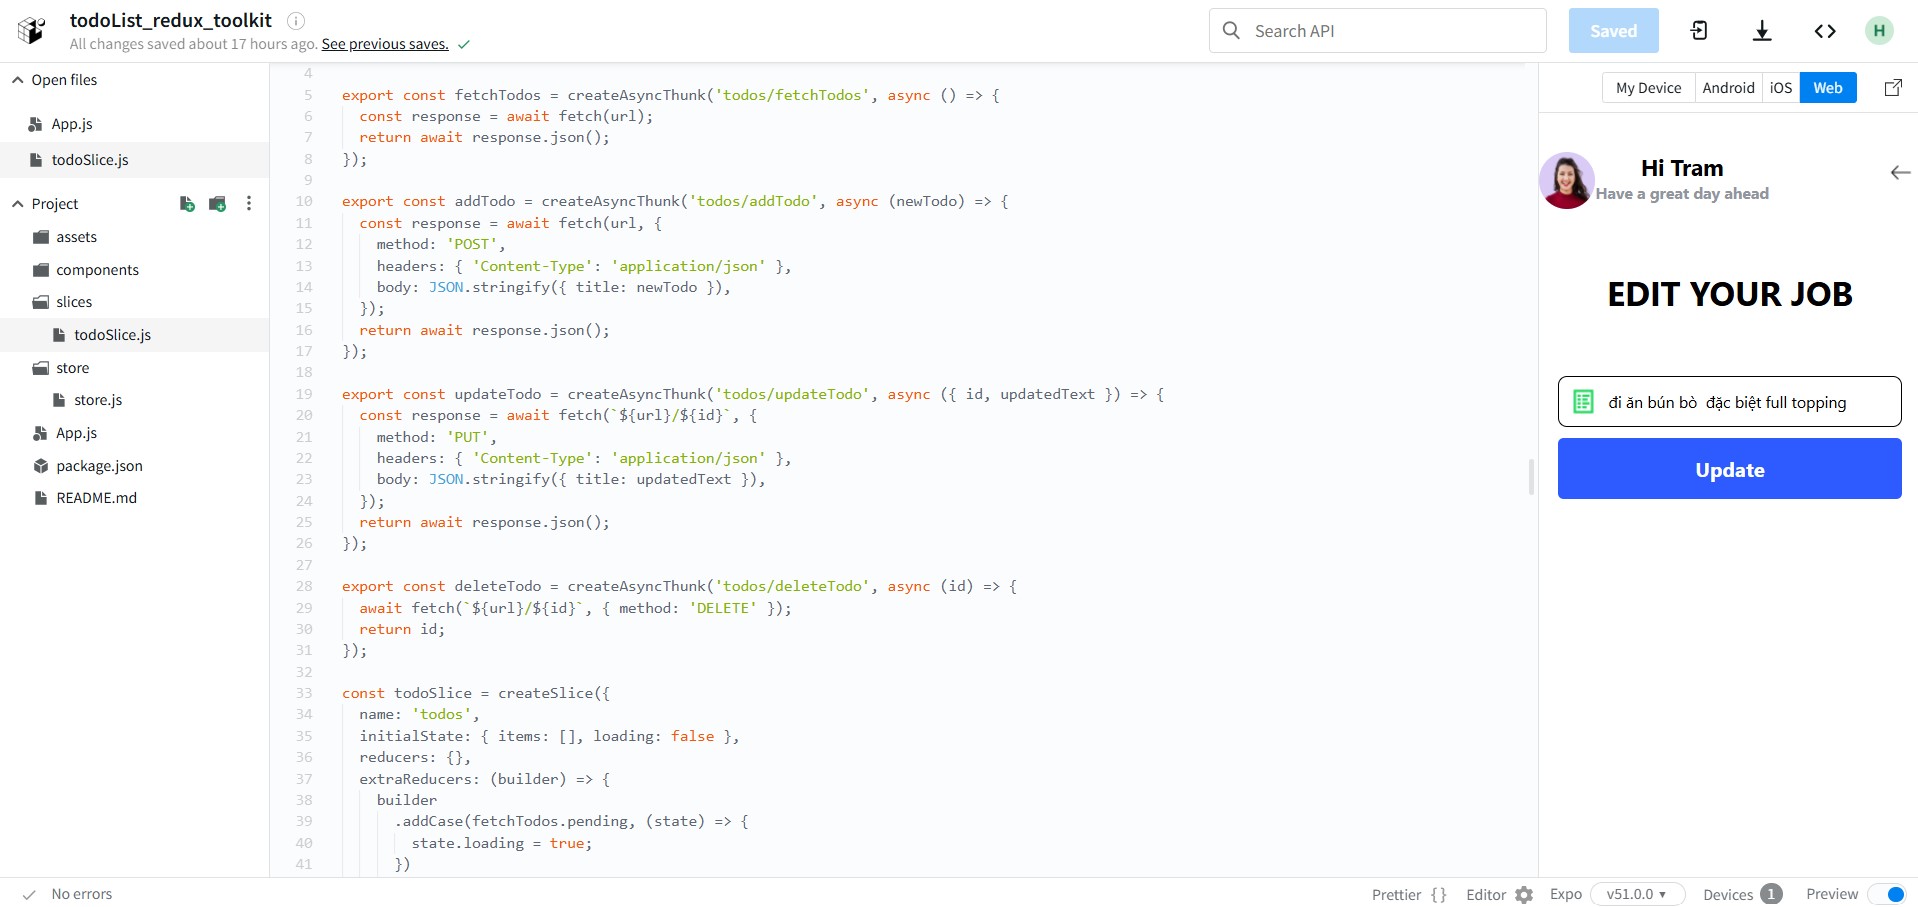 todoList_redux_toolkit
All changes saved about 17 hours ago. See previous saves.
Search API
Saved
H
Open files
App.js
todoSlice.js
Project
assets
components
slices
todoSlice.js
store
store.js
App.js
package.json
README.md
4
5 export const fetchTodos = createAsyncThunk('todos/fetchTodos', async () => {
6 const response = await fetch(url);
7 return await response.json();
8 });
9
10 export const addTodo = createAsyncThunk('todos/addTodo', async (newTodo) => {
11 const response = await fetch(url, {
12 method: 'POST',
13 headers: { 'Content-Type': 'application/json' },
14 body: JSON.stringify({ title: newTodo }),
15 });
16 return await response.json();
17 });
18
19 export const updateTodo = createAsyncThunk('todos/updateTodo', async ({ id, updatedText }) => {
20 const response = await fetch(`${url}/${id}`, {
21 method: 'PUT',
22 headers: { 'Content-Type': 'application/json' },
23 body: JSON.stringify({ title: updatedText }),
24 });
25 return await response.json();
26 });
27
28 export const deleteTodo = createAsyncThunk('todos/deleteTodo', async (id) => {
29 await fetch(`${url}/${id}`, { method: 'DELETE' });
30 return id;
31 });
32
33 const todoSlice = createSlice({
34 name: 'todos',
35 initialState: { items: [], loading: false },
36 reducers: {},
37 extraReducers: (builder) => {
38 builder
39 .addCase(fetchTodos.pending, (state) => {
40 state.loading = true;
41 })
My Device Android iOS Web
Hi Tram
Have a great day ahead
EDIT YOUR JOB
đi ăn bún bò đặc biệt full topping
Update
No errors
Prettier {} Editor Expo v51.0.0 Devices 1 Preview